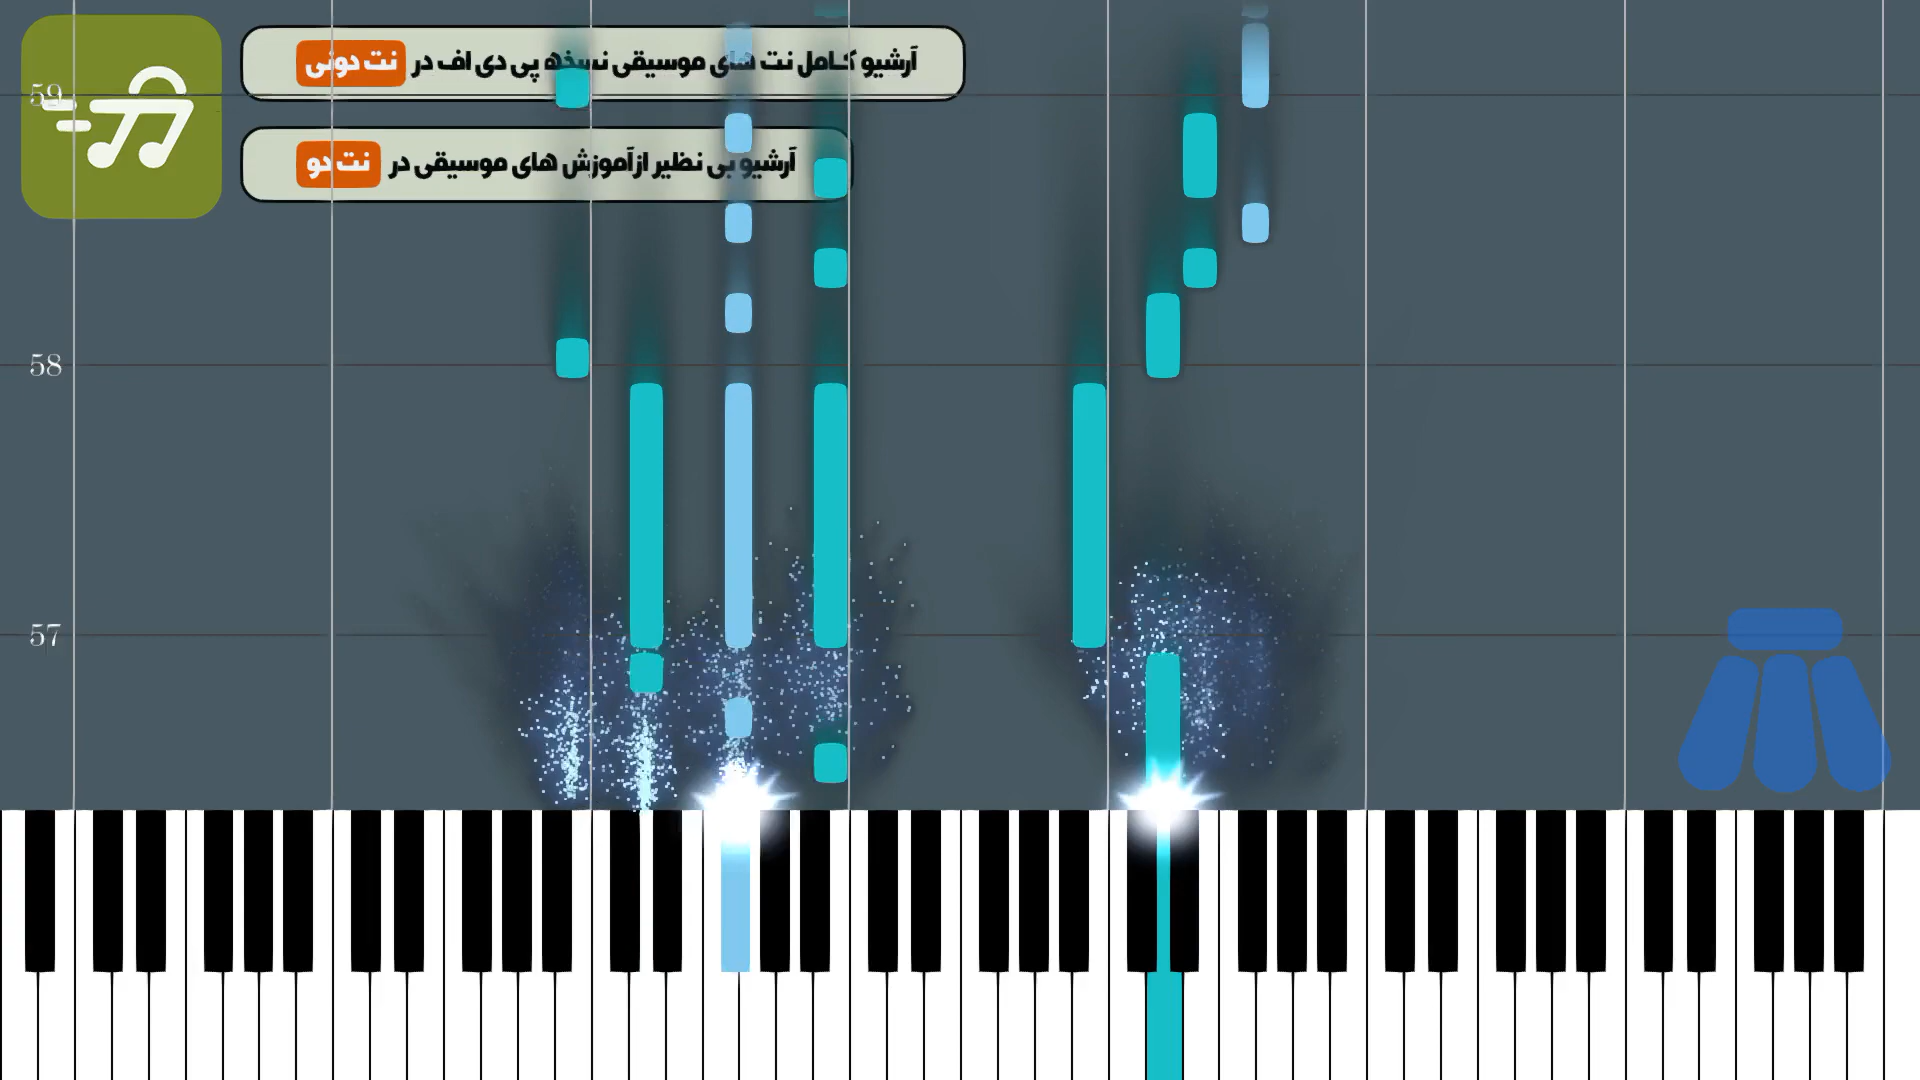 آرشیو کامل نت های موسیقی نسخه پی دی اف در نت دونی
آرشیو بی نظیر از آموزش های موسیقی در نت دو
59
58
57